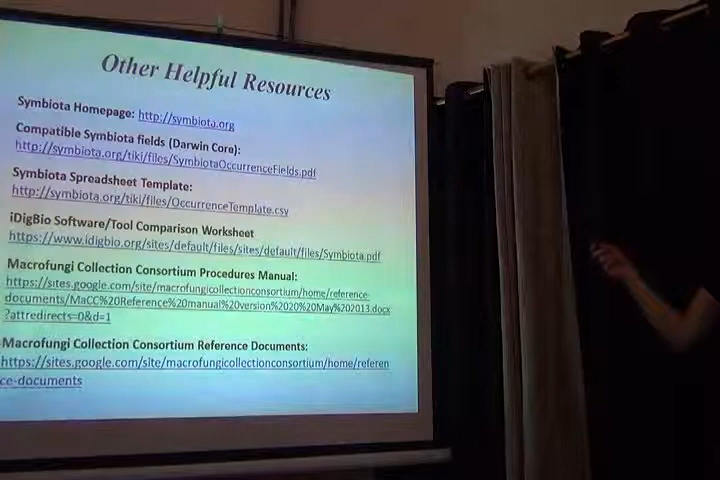 Other Helpful Resources
Symbiota Homepage: http://symbiota.org
Compatible Symbiota fields (Darwin Core):
http://symbiota.org/tiki/files/SymbiotaOccurrenceFields.pdf
Symbiota Spreadsheet Template:
http://symbiota.org/tiki/files/OccurrenceTemplate.csv
iDigBio Software/Tool Comparison Worksheet
https://www.idigbio.org/sites/default/files/sites/default/files/Symbiota.pdf
Macrofungi Collection Consortium Procedures Manual:
https://sites.google.com/site/macrofungicollectionconsortium/home/reference-
documents/MaCC%20Reference%20manual%20version%2020%20May%202013.docx
?attredirects=0&d=1
Macrofungi Collection Consortium Reference Documents:
https://sites.google.com/site/macrofungicollectionconsortium/home/referen
ce-documents